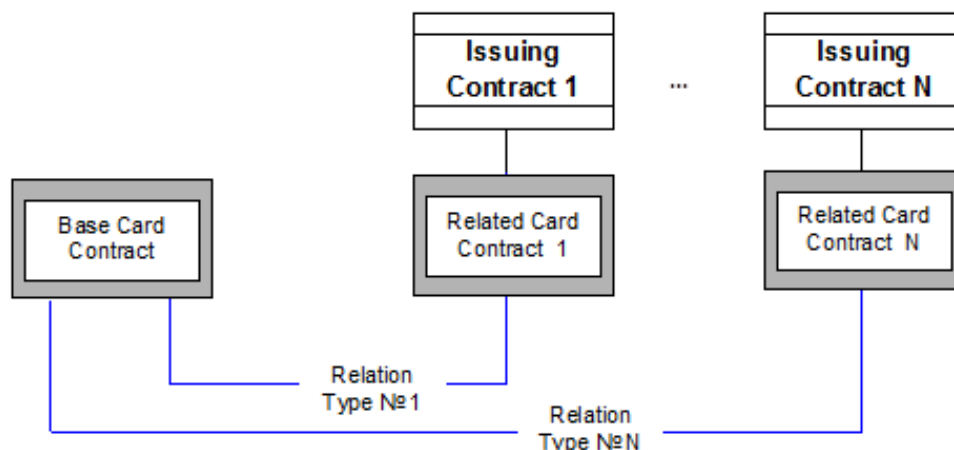 Issuing
Contract 1
...
Issuing
Contract N
Base Card
Contract
Related Card
Contract 1
Related Card
Contract N
Relation
Type №1
Relation
Type №N